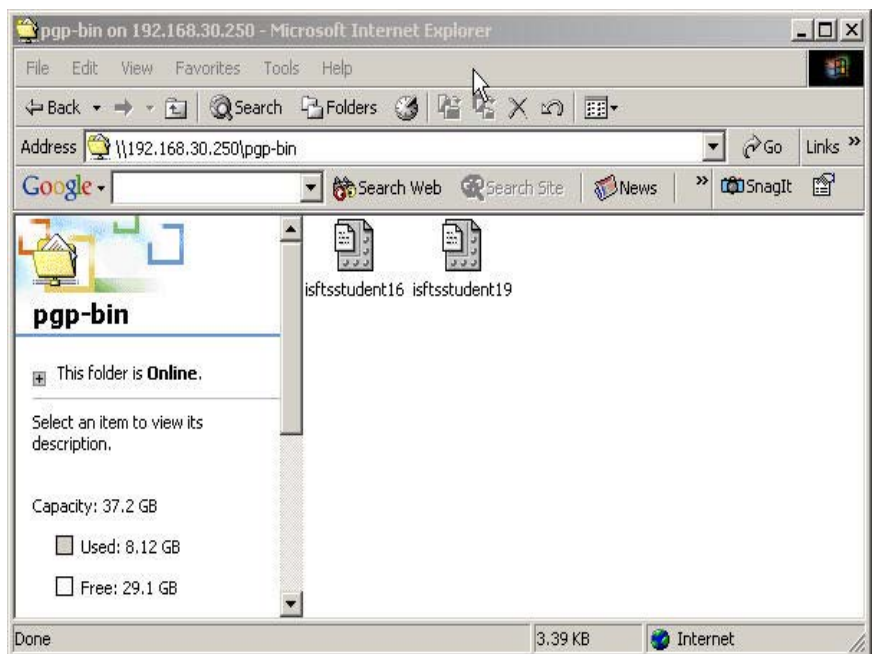 pgp-bin on 192.168.30.250 - Microsoft Internet Explorer
File Edit View Favorites Tools Help
Back Search Folders
Address \\192.168.30.250\pgp-bin Go Links »
Google Search Web Search Site News » SnagIt
isftsstudent16 isftsstudent19
pgp-bin
This folder is Online.
Select an item to view its
description.
Capacity: 37.2 GB
Used: 8.12 GB
Free: 29.1 GB
Done 3.39 KB Internet